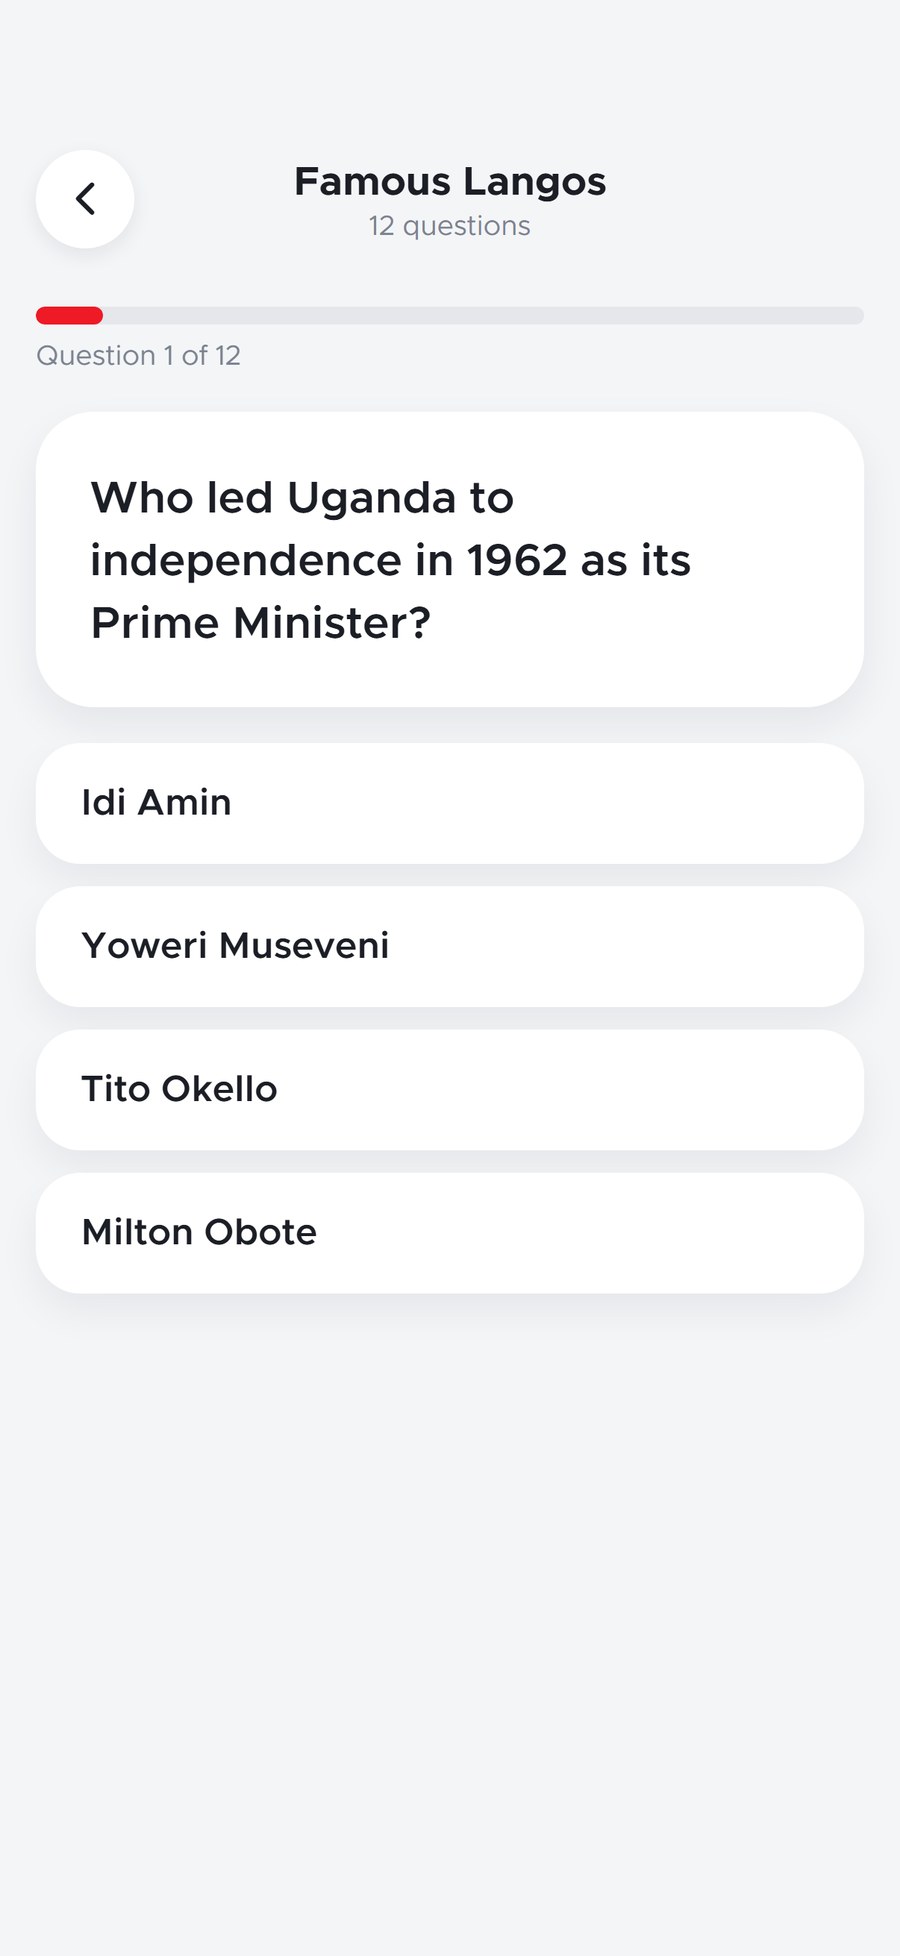 Famous Langos
12 questions
Question 1 of 12
Who led Uganda to
independence in 1962 as its
Prime Minister?
Idi Amin
Yoweri Museveni
Tito Okello
Milton Obote